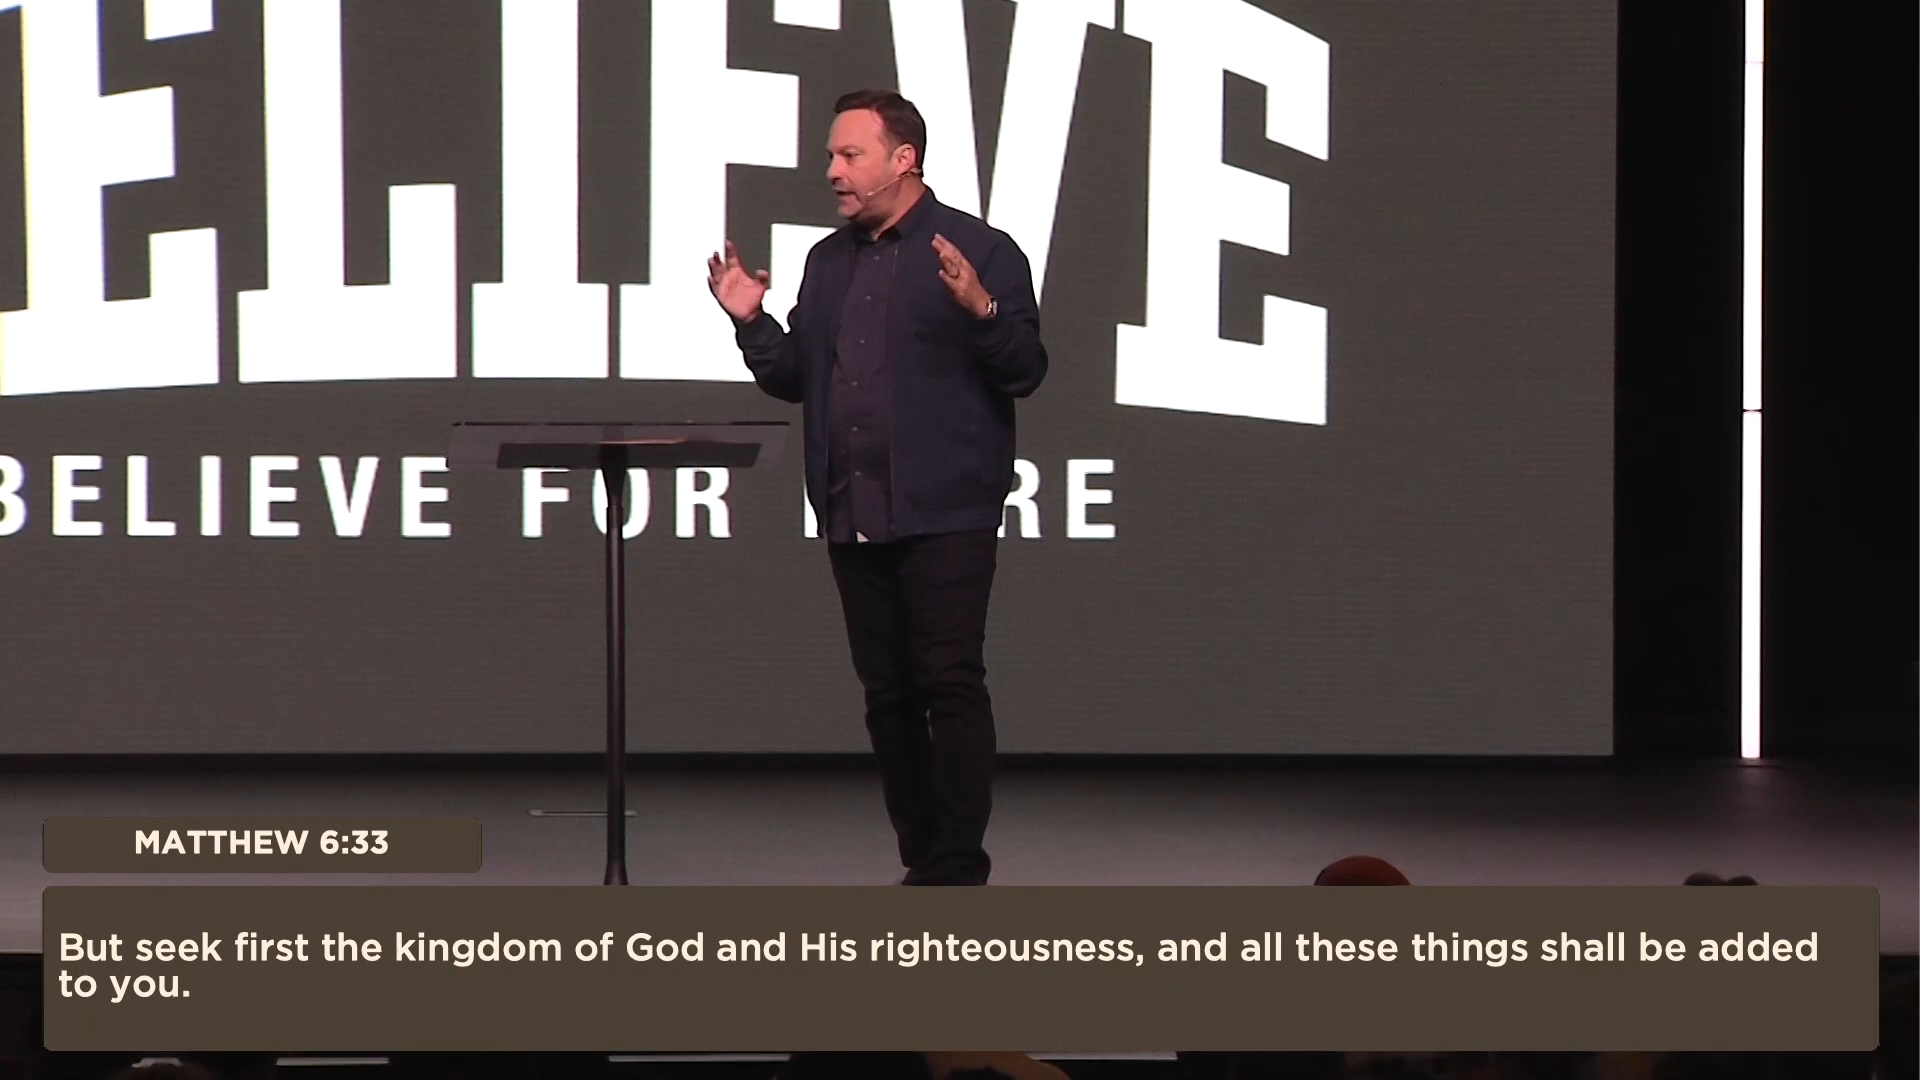 ELIEVE
BELIEVE FOR
MATTHEW 6:33
But seek first the kingdom of God and His righteousness, and all these things shall be added
to you.